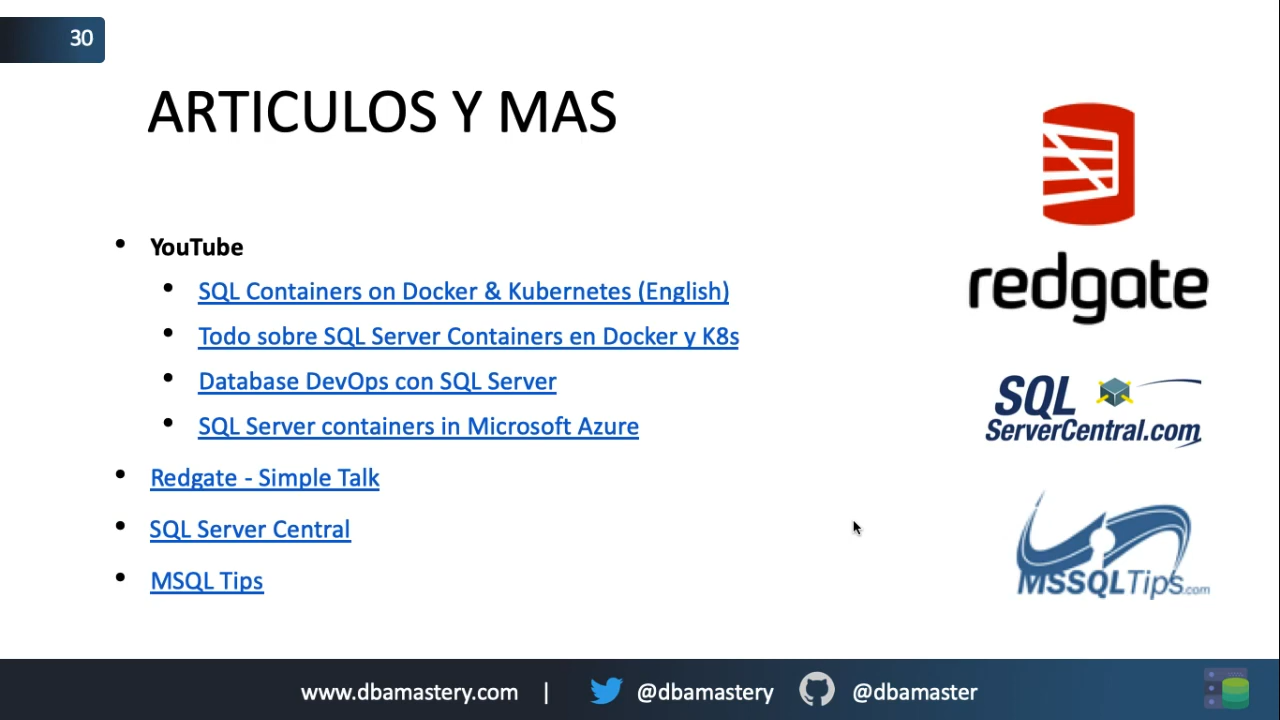 30
ARTICULOS Y MAS
YouTube
SQL Containers on Docker & Kubernetes (English)
Todo sobre SQL Server Containers en Docker y K8s
Database DevOps con SQL Server
SQL Server containers in Microsoft Azure
Redgate - Simple Talk
SQL Server Central
MSQL Tips
redgate
SQL
ServerCentral.com
MSSQLTips.com
www.dbamastery.com | @dbamastery @dbamaster